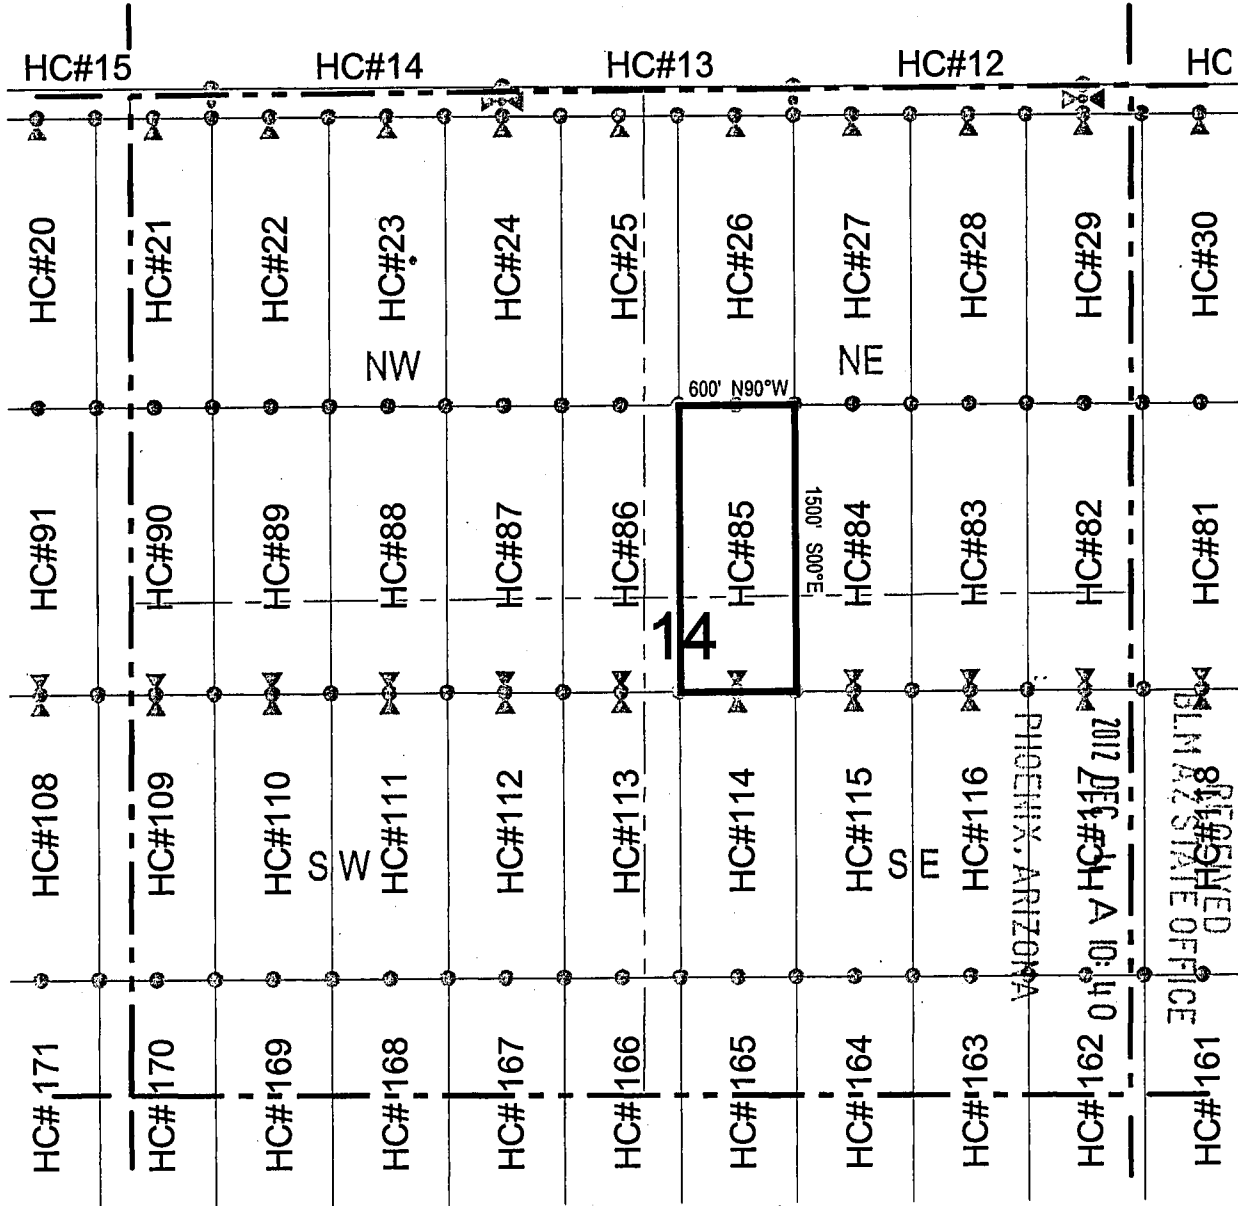 HC#15 HC#14 HC#13 HC#12 HC
HC#20 HC#21 HC#22 HC#23 HC#24 HC#25 HC#26 HC#27 HC#28 HC#29 HC#30
NW NE
600' N90°W
HC#91 HC#90 HC#89 HC#88 HC#87 HC#86 HC#85 HC#84 HC#83 HC#82 HC#81
1500' S00°E
14
HC#108 HC#109 HC#110 HC#111 HC#112 HC#113 HC#114 HC#115 HC#116 HC#117 HC#118
SW SE
RECEIVED
BLM AZ STATE OFFICE
2012 DEC A 10:40
PHOENIX, ARIZONA
HC# 171 HC# 170 HC# 169 HC# 168 HC# 167 HC# 166 HC# 165 HC# 164 HC# 163 HC# 162 HC# 161